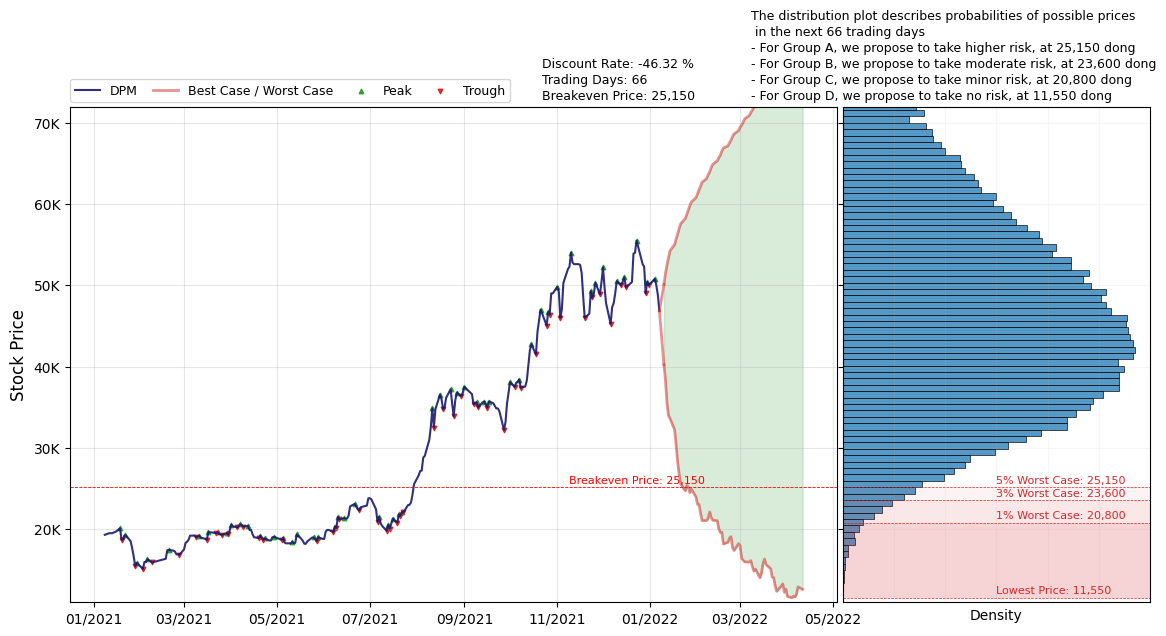 The distribution plot describes probabilities of possible prices
in the next 66 trading days
- For Group A, we propose to take higher risk, at 25,150 dong
- For Group B, we propose to take moderate risk, at 23,600 dong
- For Group C, we propose to take minor risk, at 20,800 dong
- For Group D, we propose to take no risk, at 11,550 dong
Discount Rate: -46.32 %
Trading Days: 66
Breakeven Price: 25,150
DPM
Best Case / Worst Case
Peak
Trough
Stock Price
70K
60K
50K
40K
30K
20K
Breakeven Price: 25,150
5% Worst Case: 25,150
3% Worst Case: 23,600
1% Worst Case: 20,800
Lowest Price: 11,550
01/2021
03/2021
05/2021
07/2021
09/2021
11/2021
01/2022
03/2022
05/2022
Density